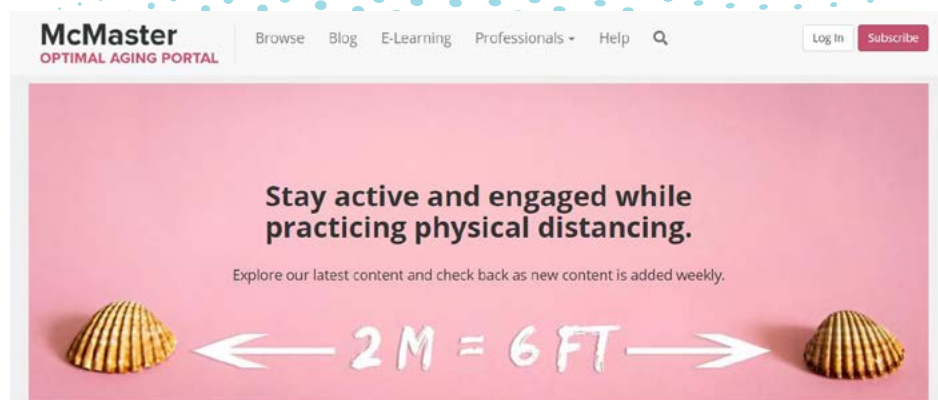 McMaster
OPTIMAL AGING PORTAL
Browse Blog E-Learning Professionals Help
Log In Subscribe
Stay active and engaged while
practicing physical distancing.
Explore our latest content and check back as new content is added weekly.
2 M = 6 FT